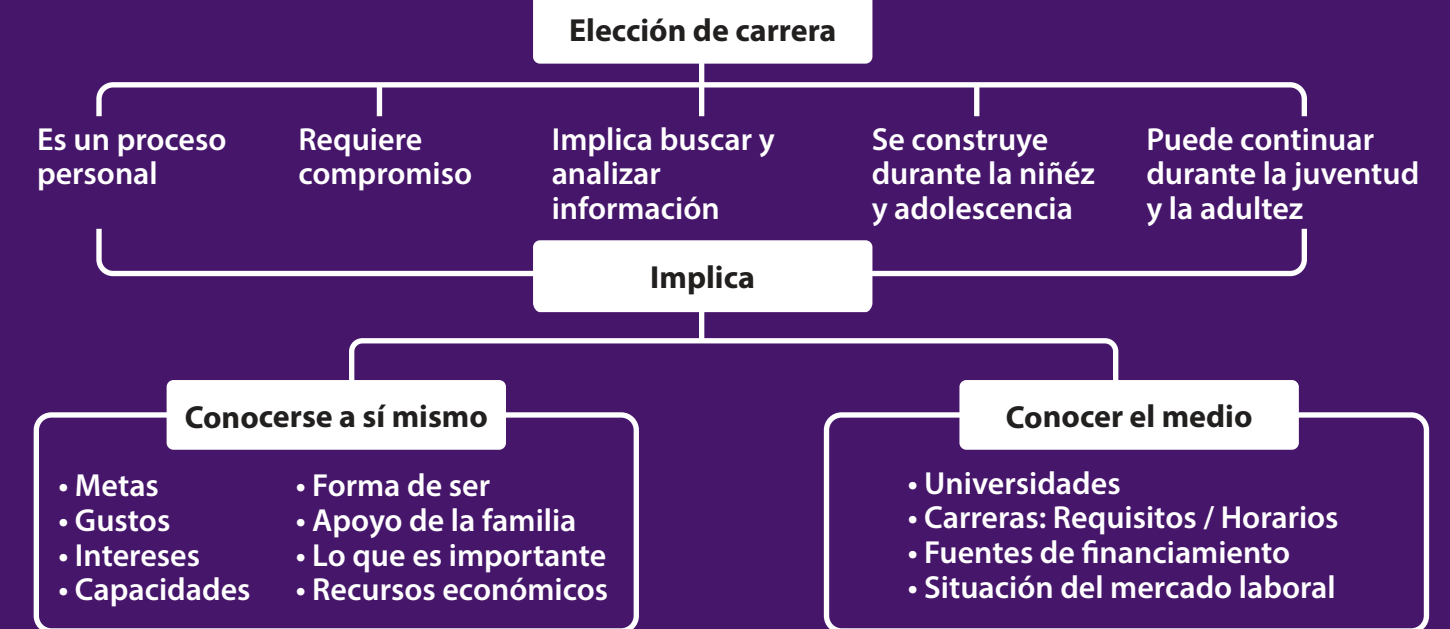 Elección de carrera
Es un proceso
personal
Requiere
compromiso
Implica buscar y
analizar
información
Se construye
durante la niñéz
y adolescencia
Puede continuar
durante la juventud
y la adultez
Implica
Conocerse a sí mismo
• Metas
• Gustos
• Intereses
• Capacidades
• Forma de ser
• Apoyo de la familia
• Lo que es importante
• Recursos económicos
Conocer el medio
• Universidades
• Carreras: Requisitos / Horarios
• Fuentes de financiamiento
• Situación del mercado laboral